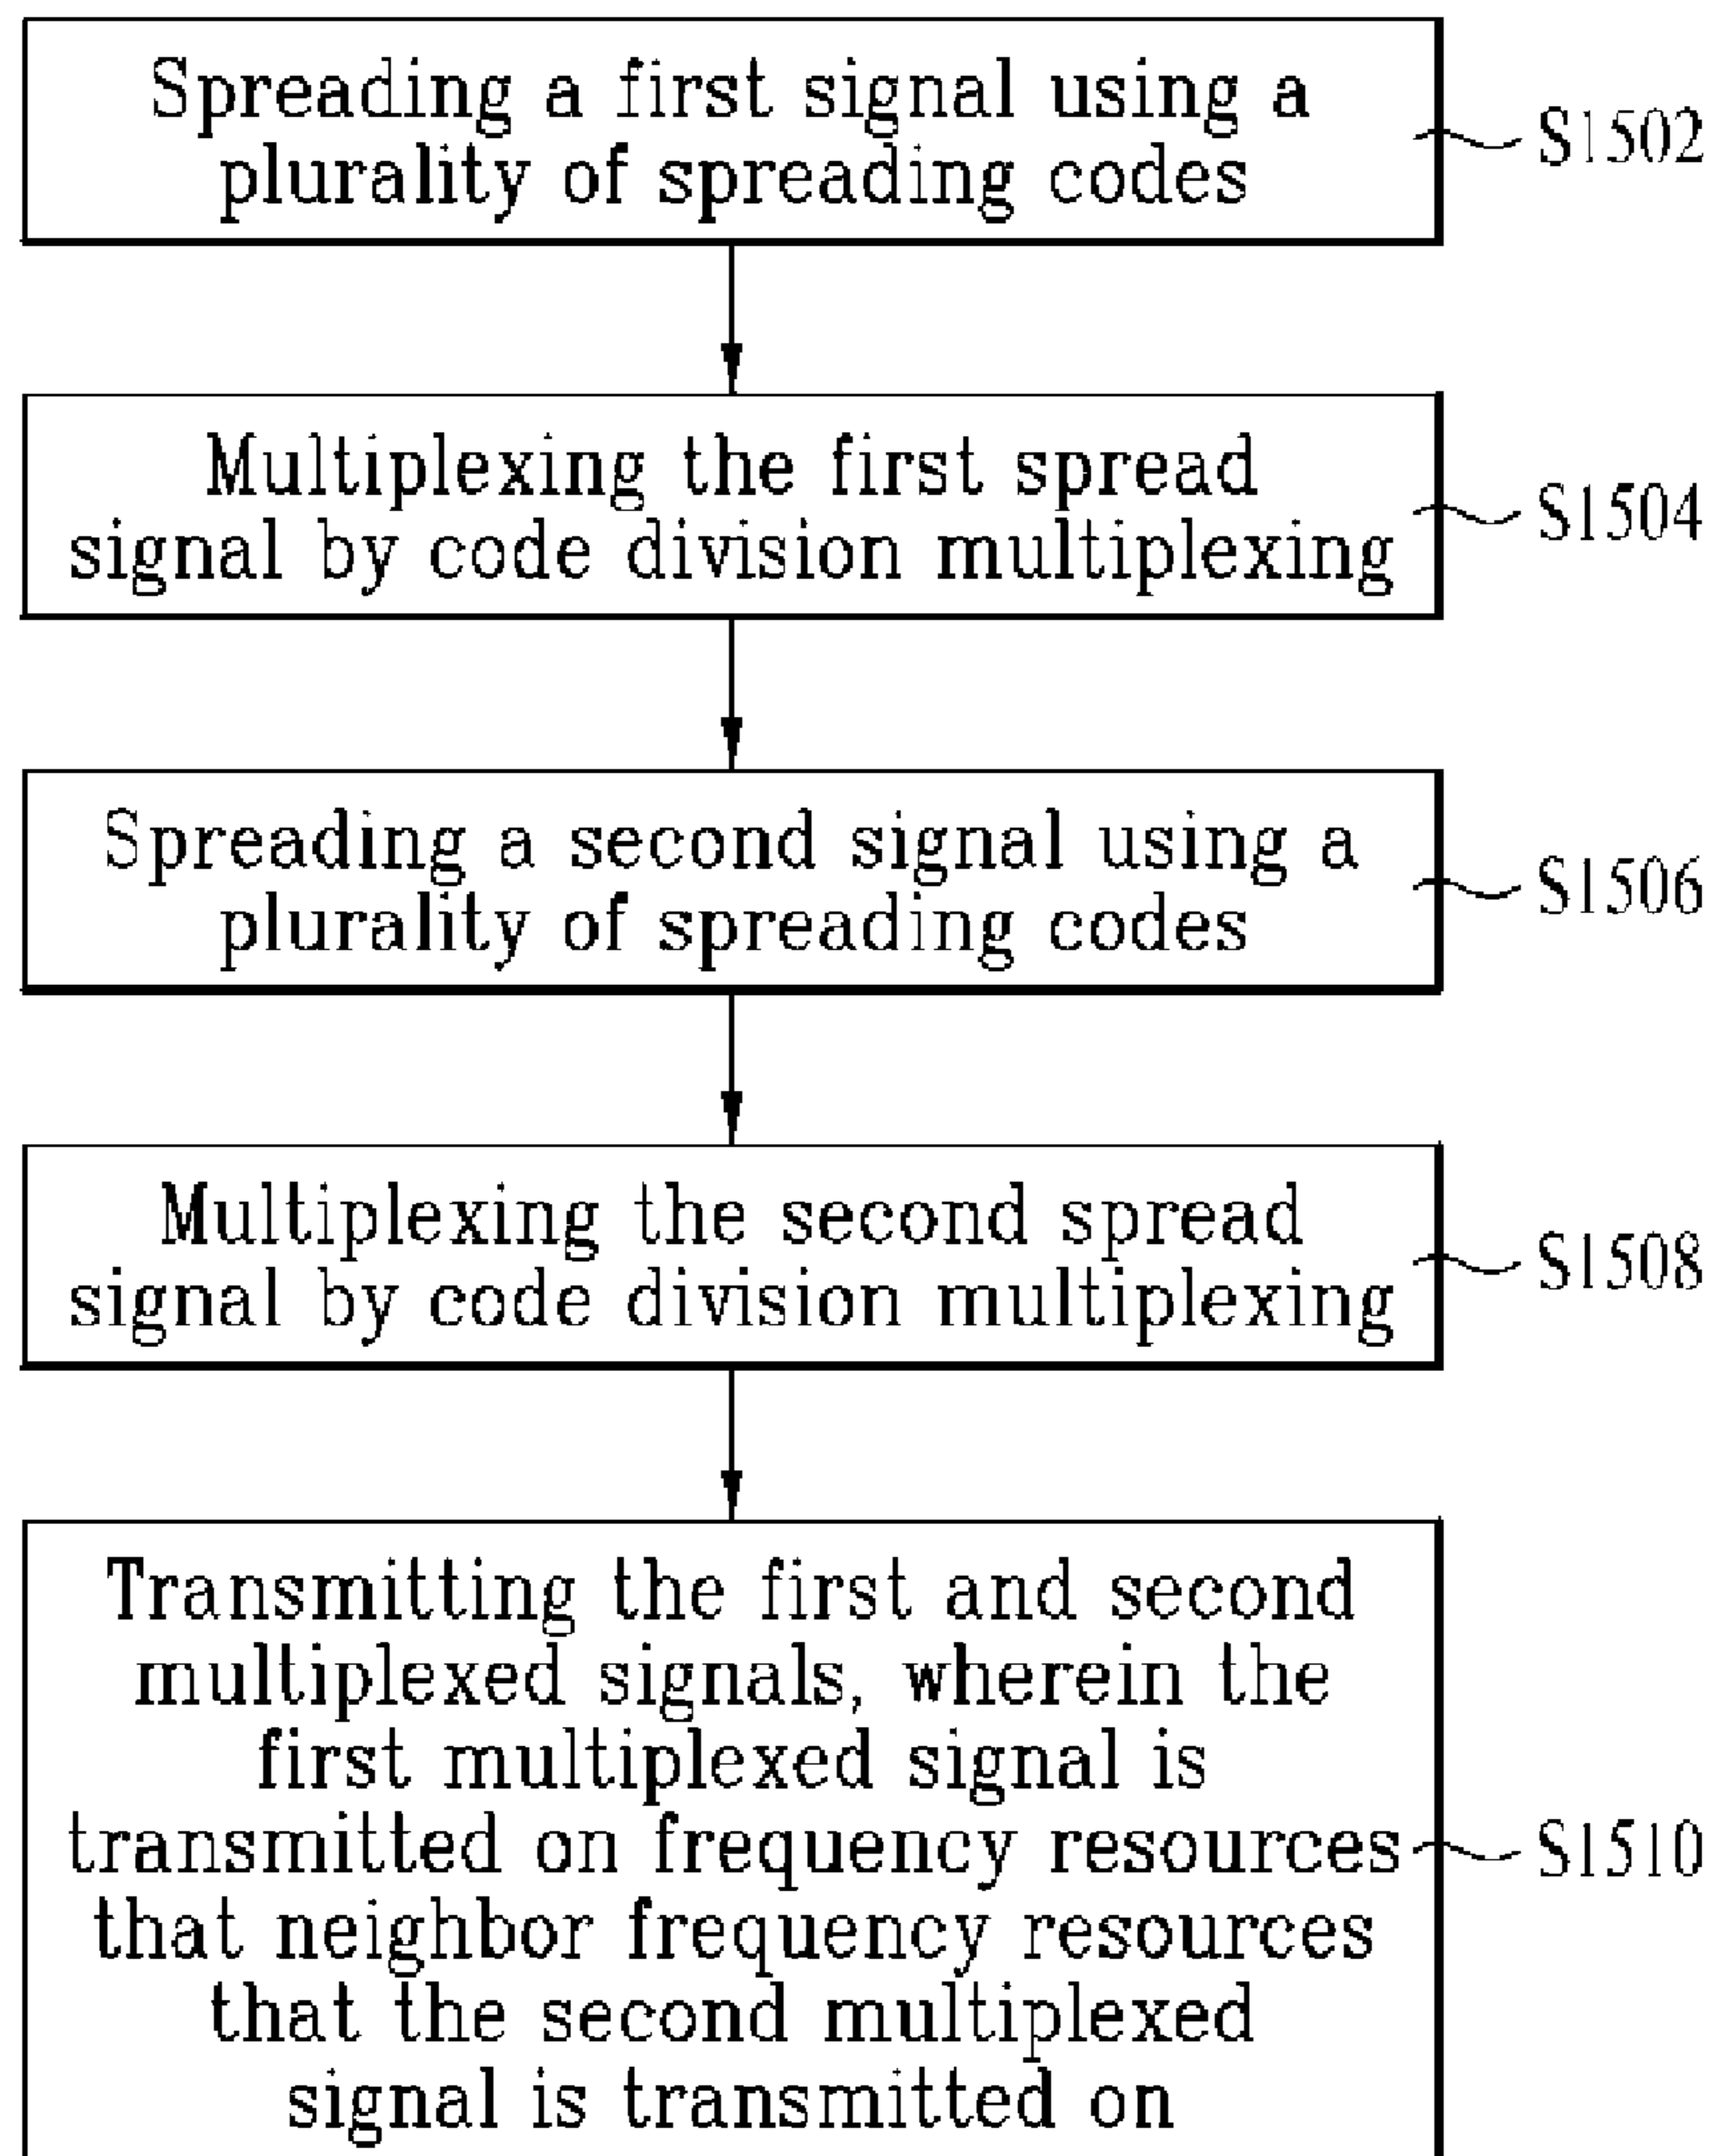 Spreading a first signal using a
plurality of spreading codes
S1502
Multiplexing the first spread
signal by code division multiplexing
S1504
Spreading a second signal using a
plurality of spreading codes
S1506
Multiplexing the second spread
signal by code division multiplexing
S1508
Transmitting the first and second
multiplexed signals, wherein the
first multiplexed signal is
transmitted on frequency resources
that neighbor frequency resources
that the second multiplexed
signal is transmitted on
S1510